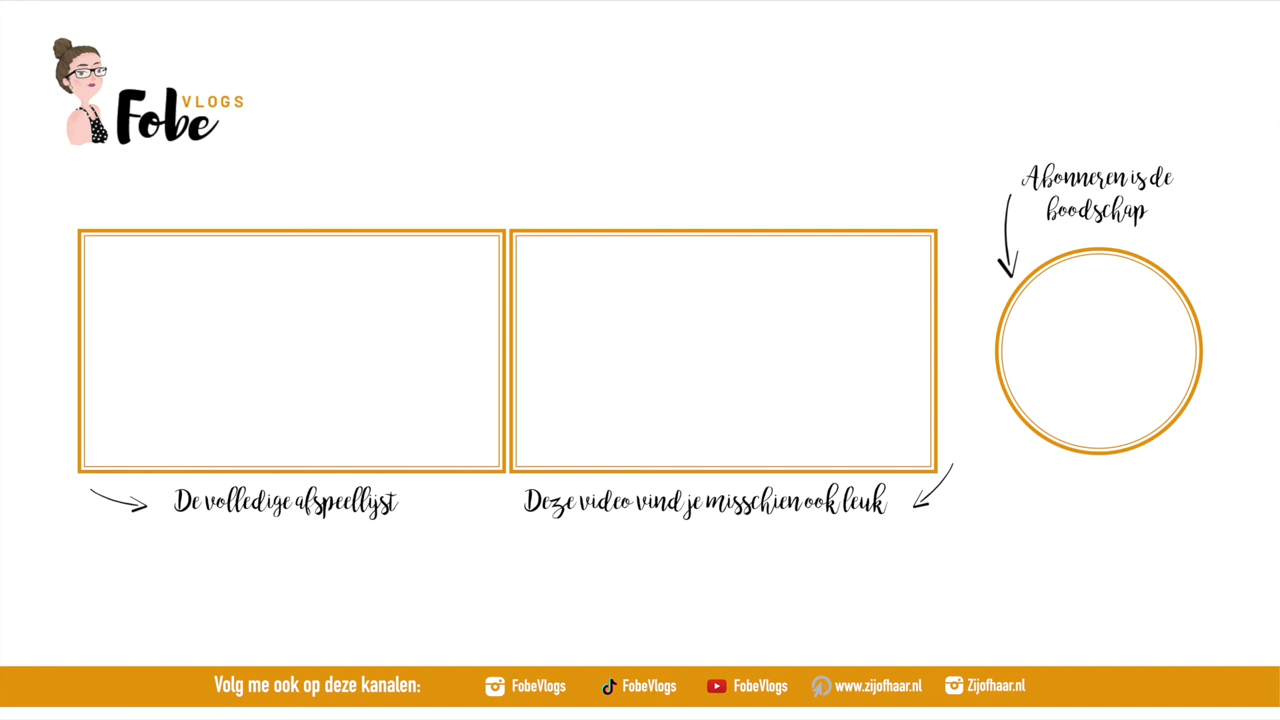 VLOGS
Fobe
Abonneren is de
boodschap
De volledige afspeellijst
Deze video vind je misschien ook leuk
Volg me ook op deze kanalen: FobeVlogs FobeVlogs FobeVlogs www.zijofhaar.nl Zijofhaar.nl